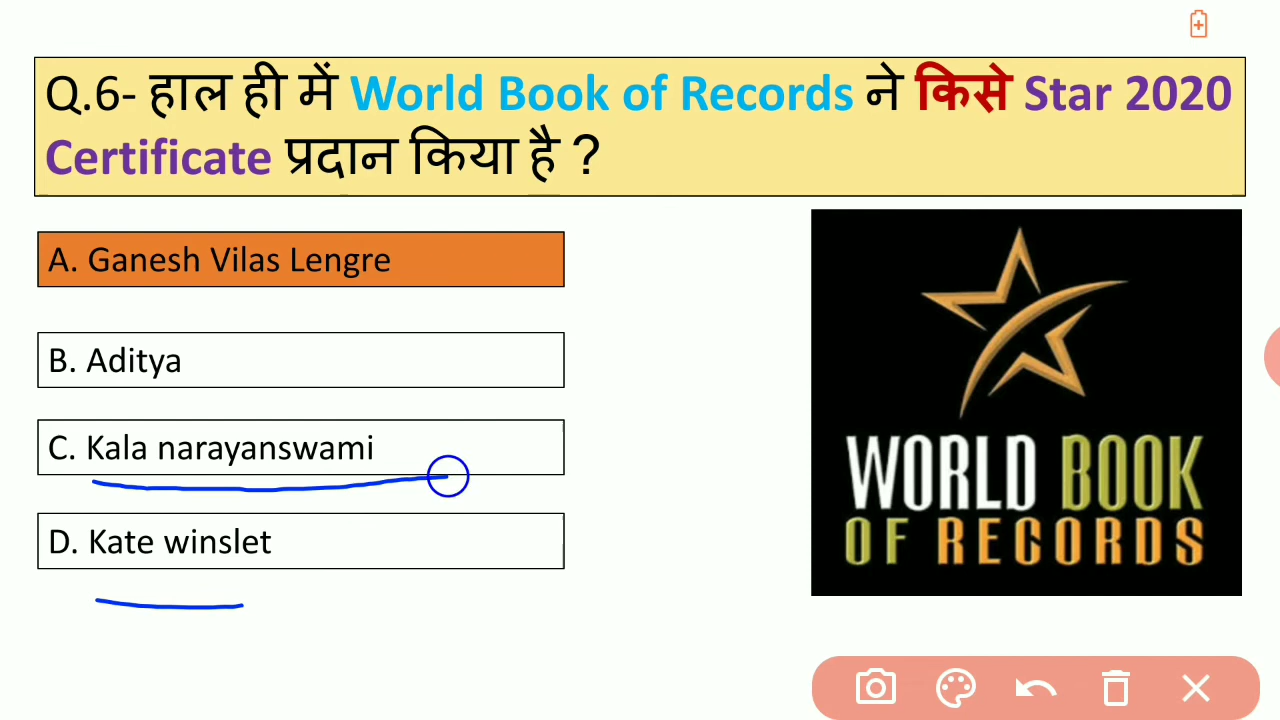 Q.6- हाल ही में World Book of Records ने किसे Star 2020
Certificate प्रदान किया है ?
A. Ganesh Vilas Lengre
B. Aditya
C. Kala narayanswami
D. Kate winslet
WORLD BOOK
OF RECORDS